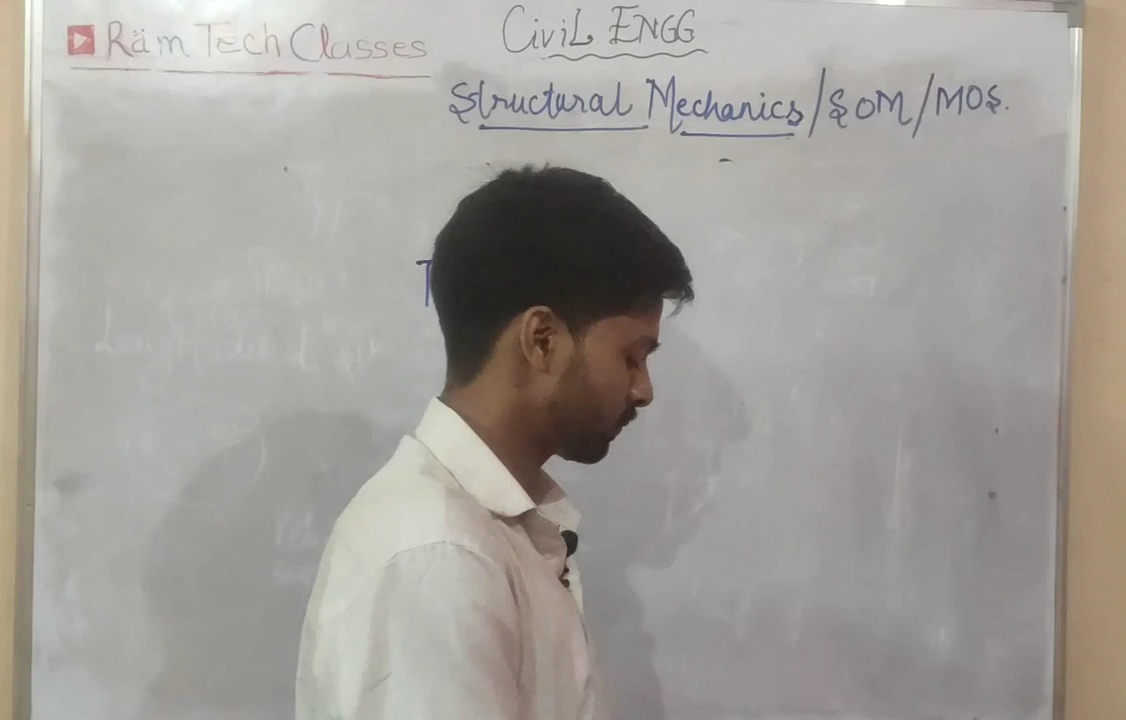 Ram Tech Classes
Civil ENGG
Structural Mechanics/SOM/MOS.
T